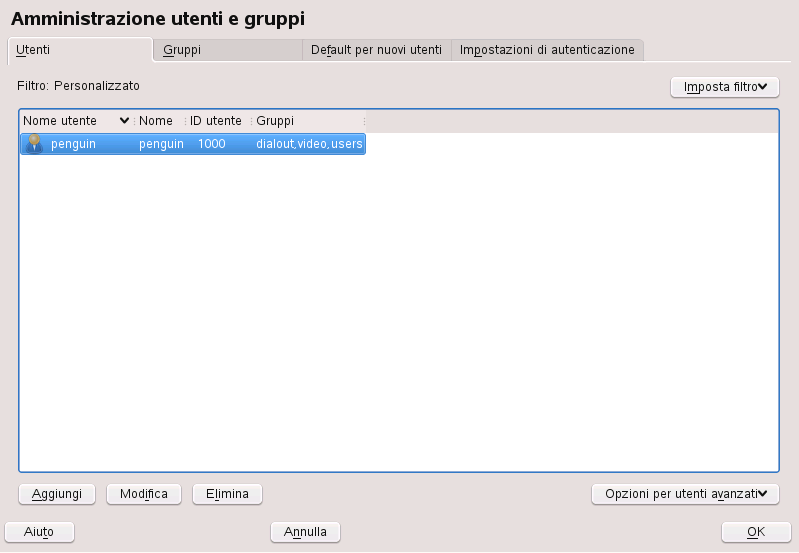 Amministrazione utenti e gruppi
Utenti Gruppi Default per nuovi utenti Impostazioni di autenticazione
Filtro: Personalizzato Imposta filtro
Nome utente Nome ID utente Gruppi
penguin penguin 1000 dialout,video,users
Aggiungi Modifica Elimina Opzioni per utenti avanzati
Aiuto Annulla OK